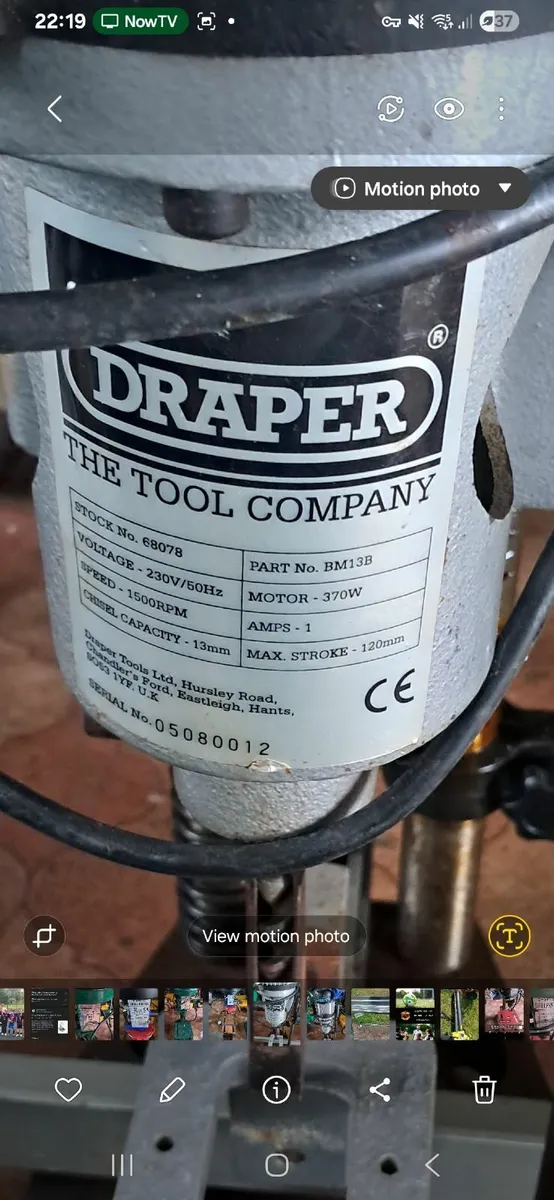 22:19 NowTV 37
Motion photo
®
DRAPER
THE TOOL COMPANY
STOCK No. 68078
PART No. BM13B
VOLTAGE - 230V/50Hz
MOTOR - 370W
SPEED - 1500RPM
AMPS - 1
CHISEL CAPACITY - 13mm
MAX. STROKE - 120mm
Draper Tools Ltd, Hursley Road,
Chandler's Ford, Eastleigh, Hants,
SO53 1YF. U.K
CE
SERIAL No. 05080012
View motion photo
T